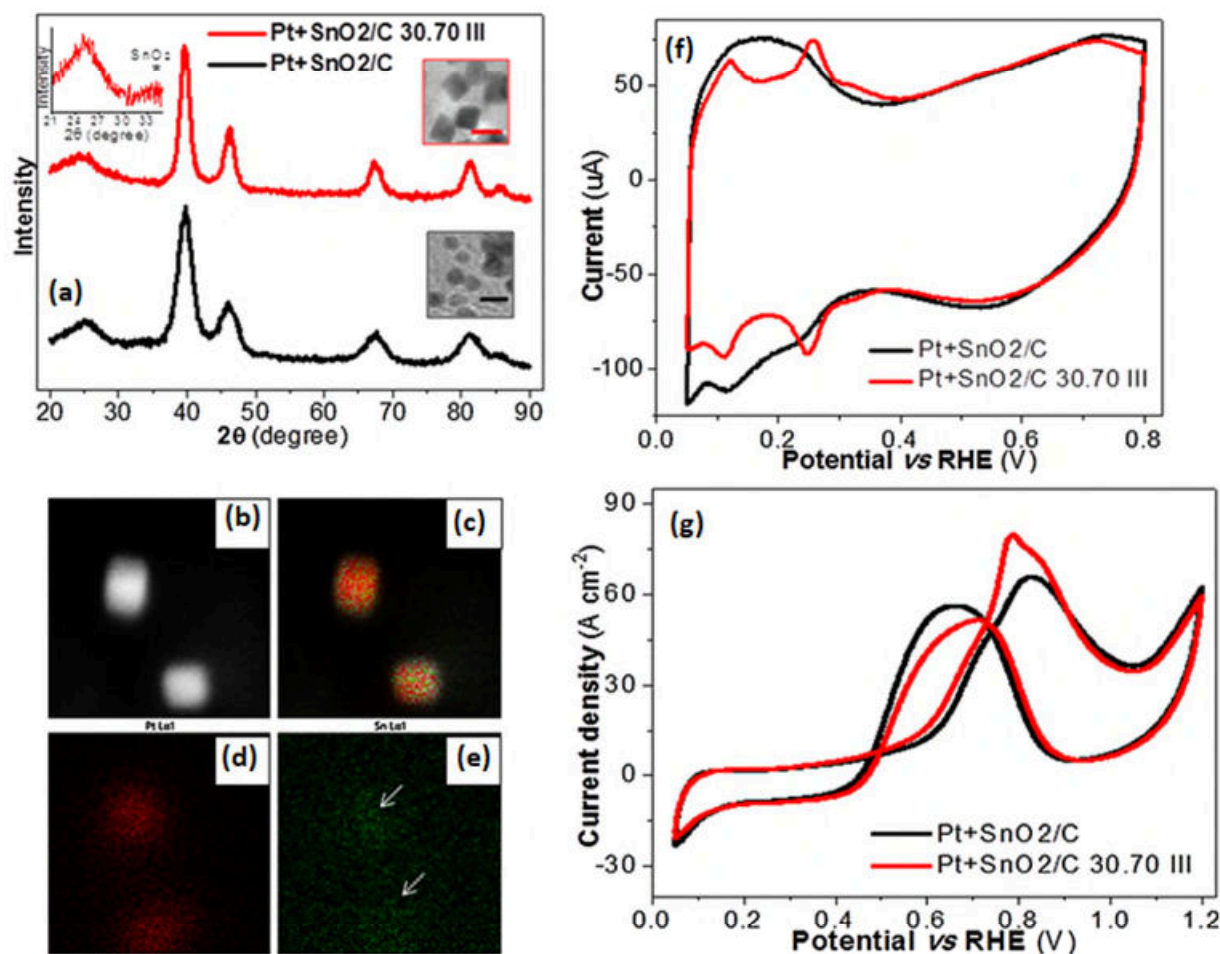 (a)
Pt+SnO2/C 30.70 III
Pt+SnO2/C
Intensity
SnO₂
*
21 24 27 30 33
2θ (degree)
Intensity
20 30 40 50 60 70 80 90
2θ (degree)
(b)
(c)
Pt Lα1
Sn Lα1
(d)
(e)
(f)
50
0
-50
-100
Current (uA)
Pt+SnO2/C
Pt+SnO2/C 30.70 III
0.0 0.2 0.4 0.6 0.8
Potential vs RHE (V)
(g)
90
60
30
0
-30
Current density (A cm⁻²)
Pt+SnO2/C
Pt+SnO2/C 30.70 III
0.0 0.2 0.4 0.6 0.8 1.0 1.2
Potential vs RHE (V)